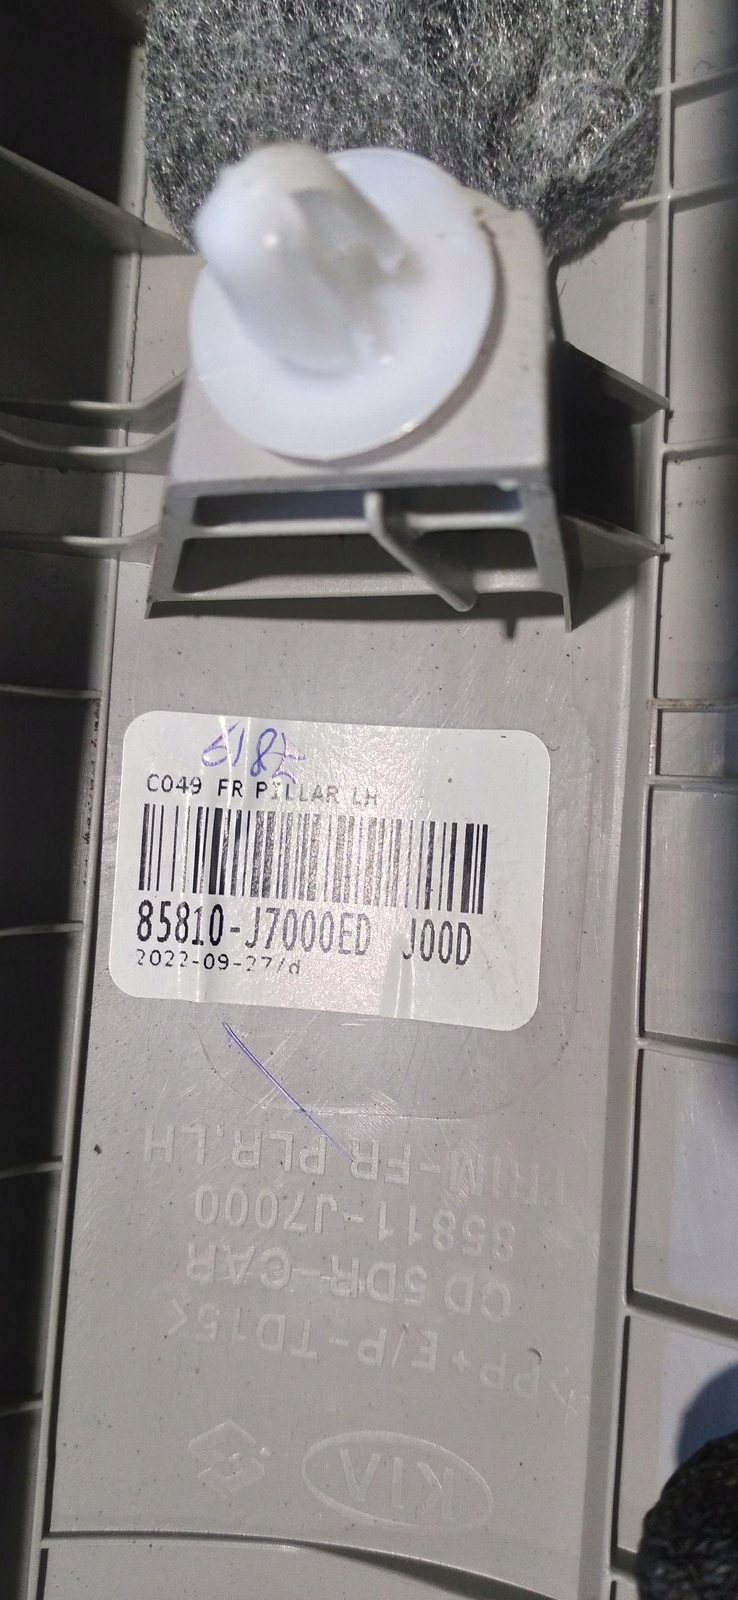 618E
C049 FR PILLAR LH
85810-J7000ED J00D
2022-09-27/d
TRIM-FR PLR,LH
85811-J7000
CD 5DR-CAR
>PP+E/P-TD15<
KIA